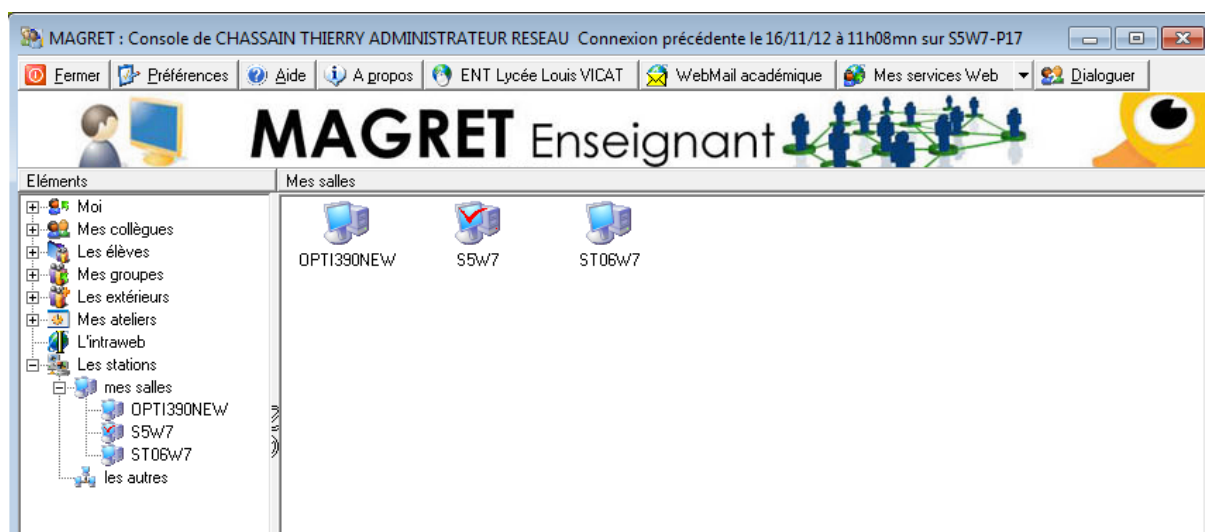 MAGRET : Console de CHASSAIN THIERRY ADMINISTRATEUR RESEAU Connexion précédente le 16/11/12 à 11h08mn sur S5W7-P17
Fermer Préférences Aide A propos ENT Lycée Louis VICAT WebMail académique Mes services Web Dialoguer
MAGRET Enseignant
Eléments Mes salles
Moi
Mes collègues
Les élèves
Mes groupes
Les extérieurs
Mes ateliers
L'intraweb
Les stations
mes salles
OPTI390NEW
S5W7
ST06W7
les autres
OPTI390NEW S5W7 ST06W7